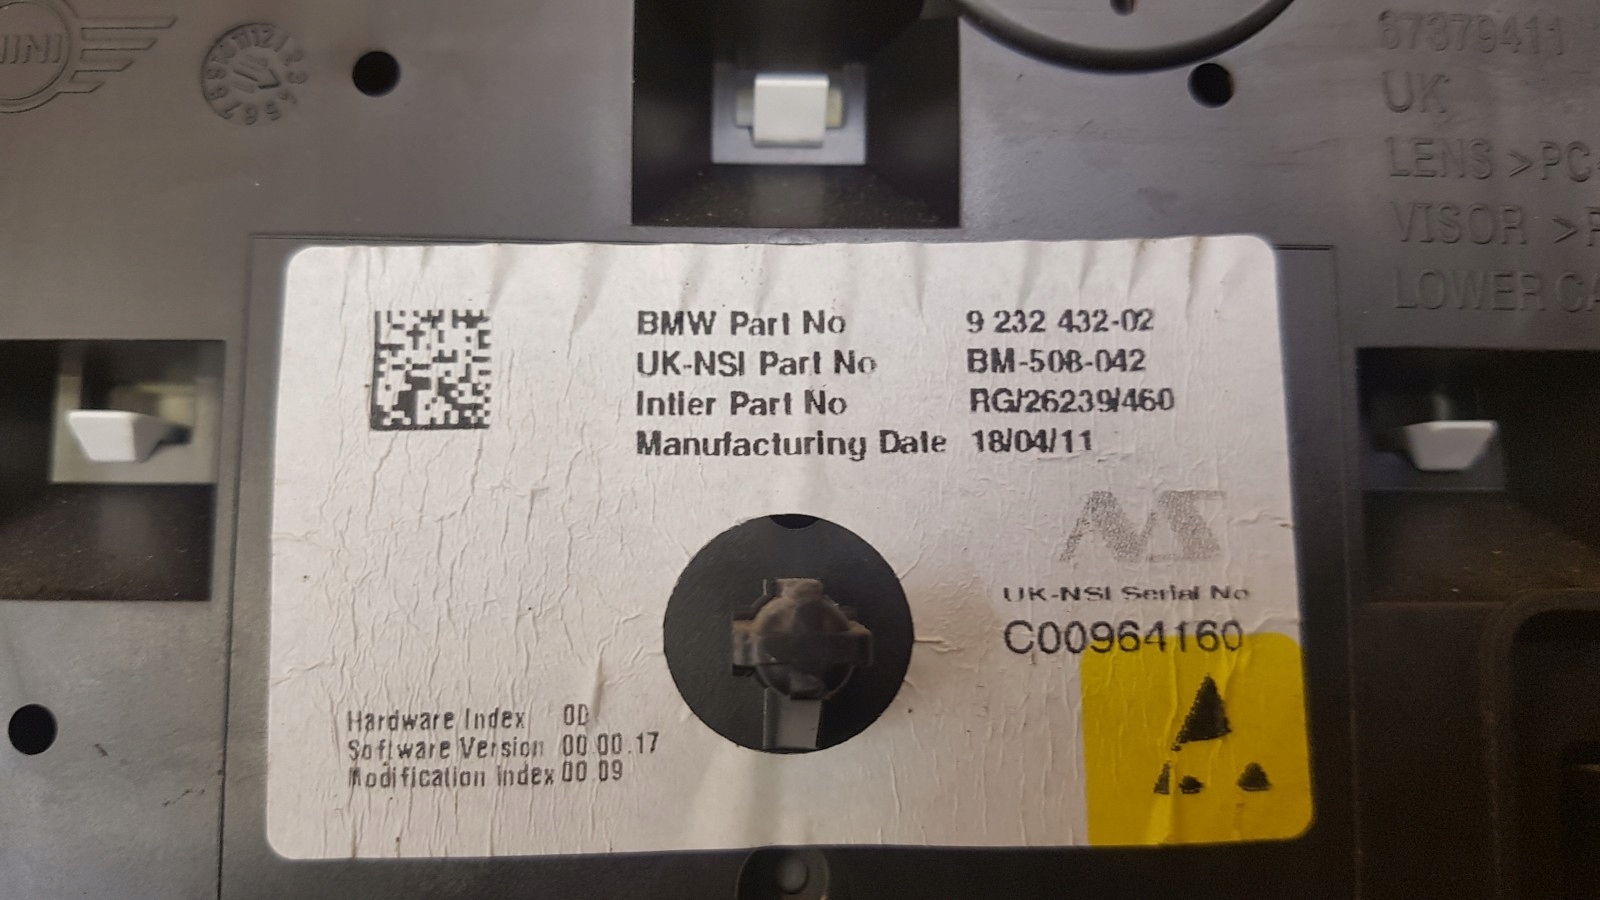 MINI
87379411
UK
LENS >PC
VISOR >P
LOWER CA
BMW Part No 9 232 432-02
UK-NSI Part No BM-508-042
Intier Part No RG/26239/460
Manufacturing Date 18/04/11
UK-NSI Serial No
C00964160
Hardware Index 0D
Software Version 00.00.17
Modification index 00.09